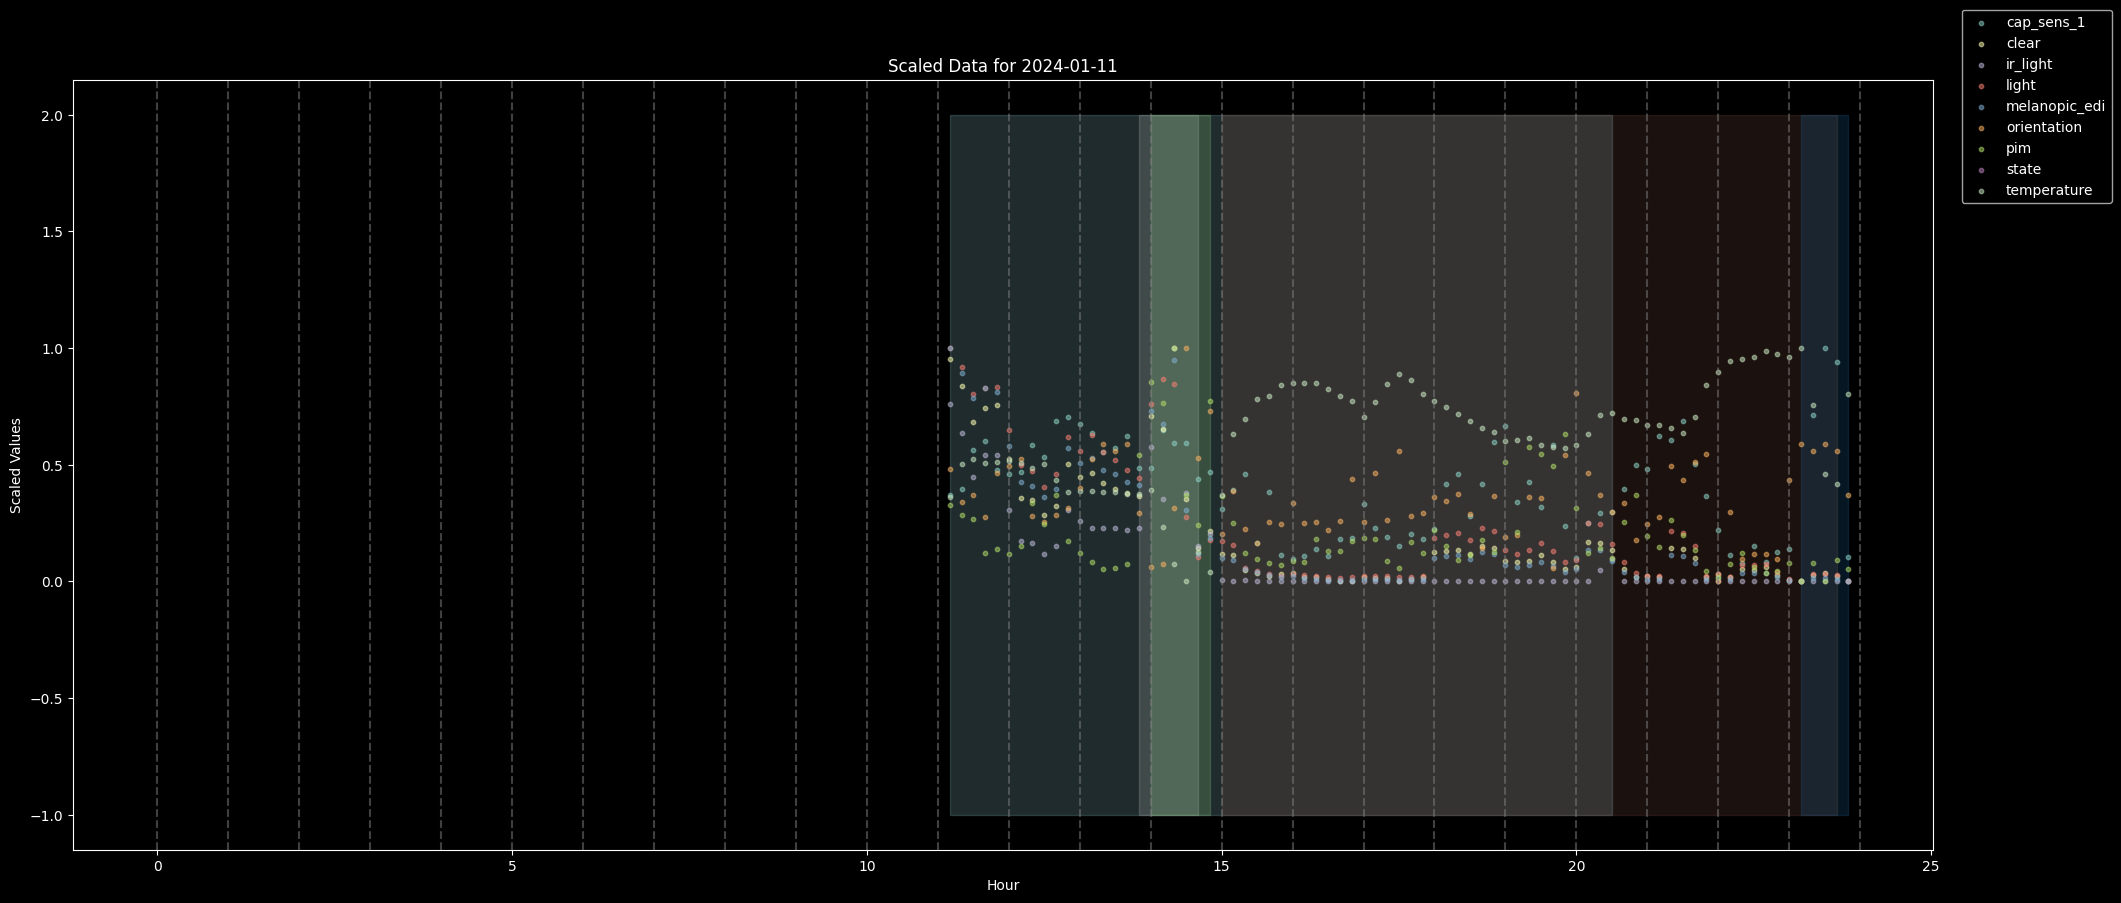 Scaled Data for 2024-01-11
cap_sens_1
clear
ir_light
light
melanopic_edi
orientation
pim
state
temperature
Scaled Values
2.0
1.5
1.0
0.5
0.0
−0.5
−1.0
0
5
10
15
20
25
Hour